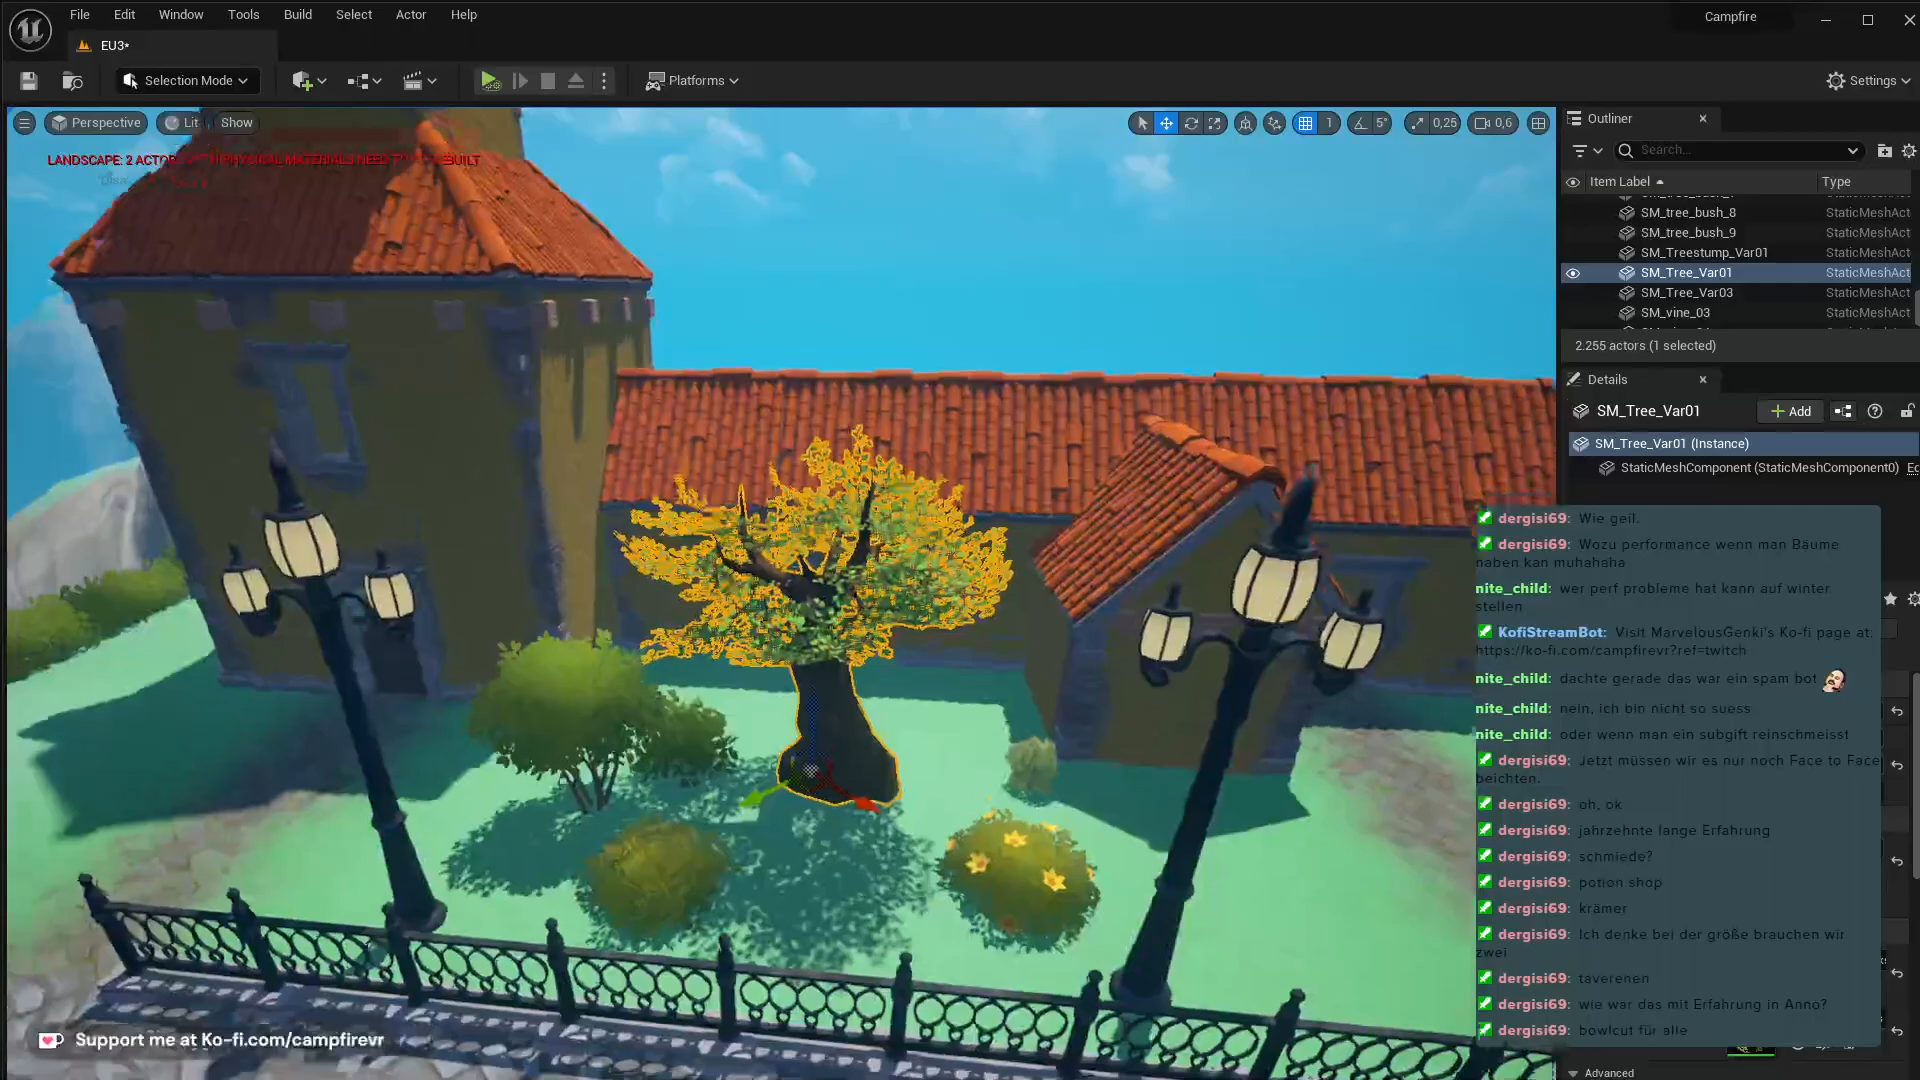 File Edit Window Tools Build Select Actor Help
Campfire
EU3*
Selection Mode
Platforms
Settings
Perspective Lit Show
1 5° 0,25 0,6
LANDSCAPE: 2 ACTOR
Outliner
Search...
Item Label Type
SM_tree_bush_8 StaticMeshAct
SM_tree_bush_9 StaticMeshAct
SM_Treestump_Var01 StaticMeshAct
SM_Tree_Var01 StaticMeshAct
SM_Tree_Var03 StaticMeshAct
SM_vine_03 StaticMeshAct
2.255 actors (1 selected)
Details
SM_Tree_Var01
Add
SM_Tree_Var01 (Instance)
StaticMeshComponent (StaticMeshComponent0)
dergisi69: Wie geil.
dergisi69: Wozu performance wenn man Bäume
haben kan muhahaha
nite_child: wer perf probleme hat kann auf winter
stellen
KofiStreamBot: Visit MarvelousGenki's Ko-fi page at:
https://ko-fi.com/campfirevr?ref=twitch
nite_child: dachte gerade das war ein spam bot
nite_child: nein, ich bin nicht so suess
nite_child: oder wenn man ein subgift reinschmeisst
dergisi69: Jetzt müssen wir es nur noch Face to Face
beichten.
dergisi69: oh, ok
dergisi69: jahrzehnte lange Erfahrung
dergisi69: schmiede?
dergisi69: potion shop
dergisi69: krämer
dergisi69: Ich denke bei der größe brauchen wir
zwei
dergisi69: taverenen
dergisi69: wie war das mit Erfahrung in Anno?
dergisi69: bowlcut für alle
Support me at Ko-fi.com/campfirevr
Advanced